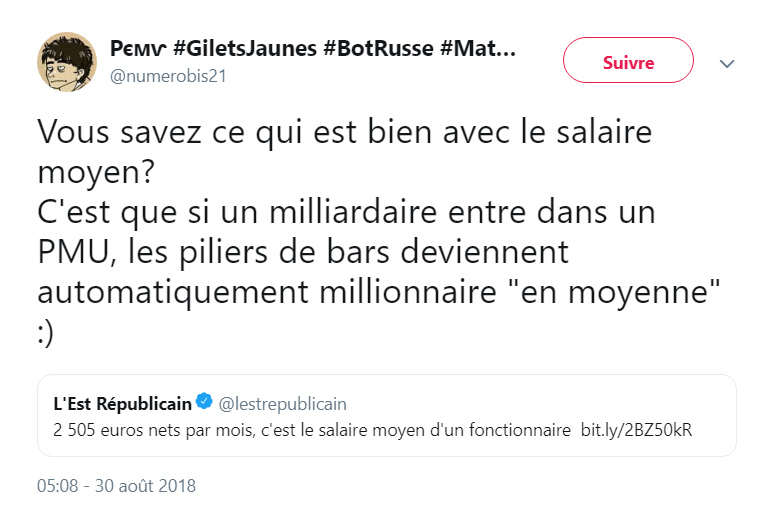 Pємѵ #GiletsJaunes #BotRusse #Mat...
@numerobis21
Suivre
Vous savez ce qui est bien avec le salaire
moyen?
C'est que si un milliardaire entre dans un
PMU, les piliers de bars deviennent
automatiquement millionnaire "en moyenne"
:)
L'Est Républicain @lestrepublicain
2 505 euros nets par mois, c'est le salaire moyen d'un fonctionnaire bit.ly/2BZ50kR
05:08 - 30 août 2018